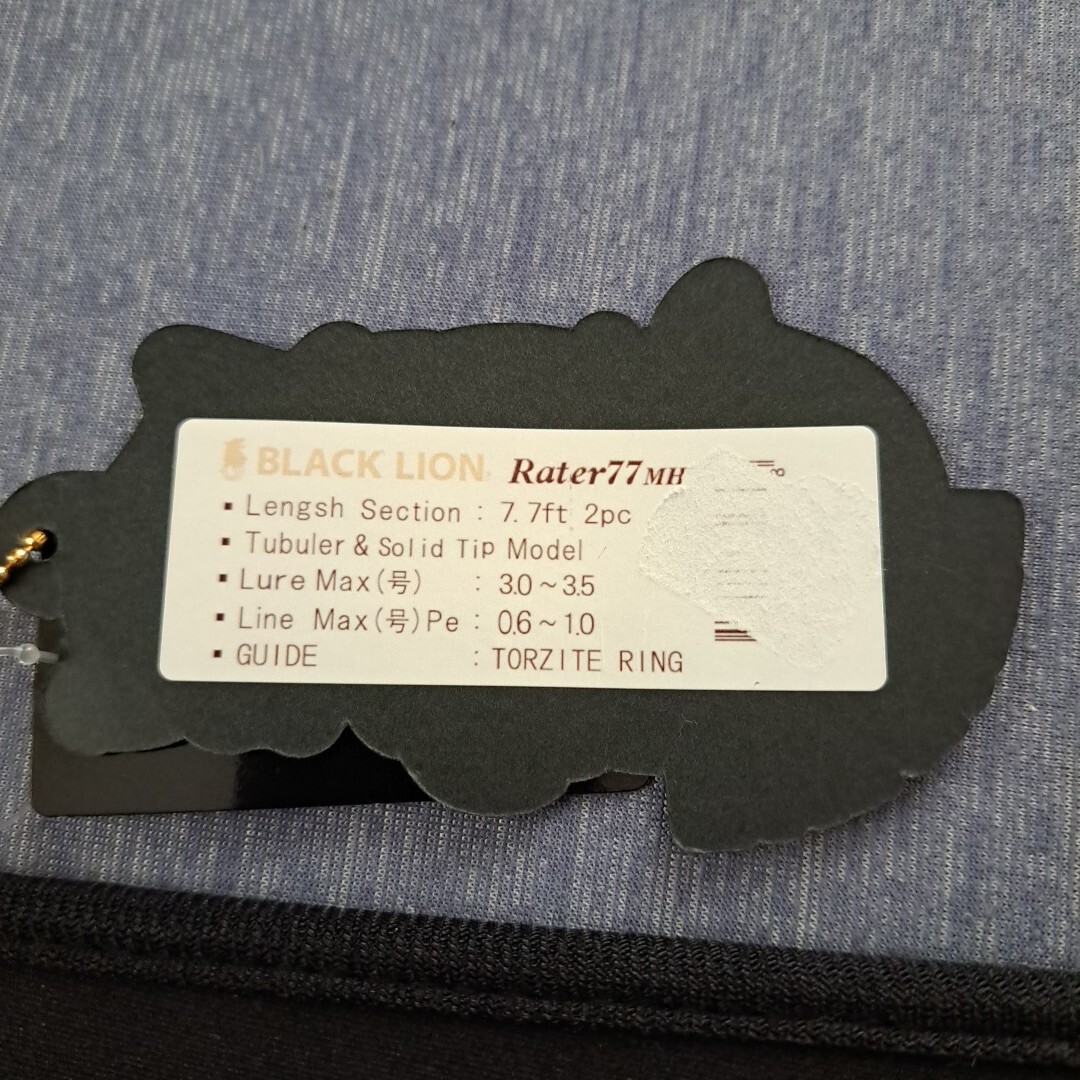 BLACK LION Rater77MH
▪ Lengsh Section : 7.7ft 2pc
▪ Tubuler & Solid Tip Model
▪ Lure Max(号) : 3.0~3.5
▪ Line Max(号)Pe : 0.6~1.0
▪ GUIDE : TORZITE RING